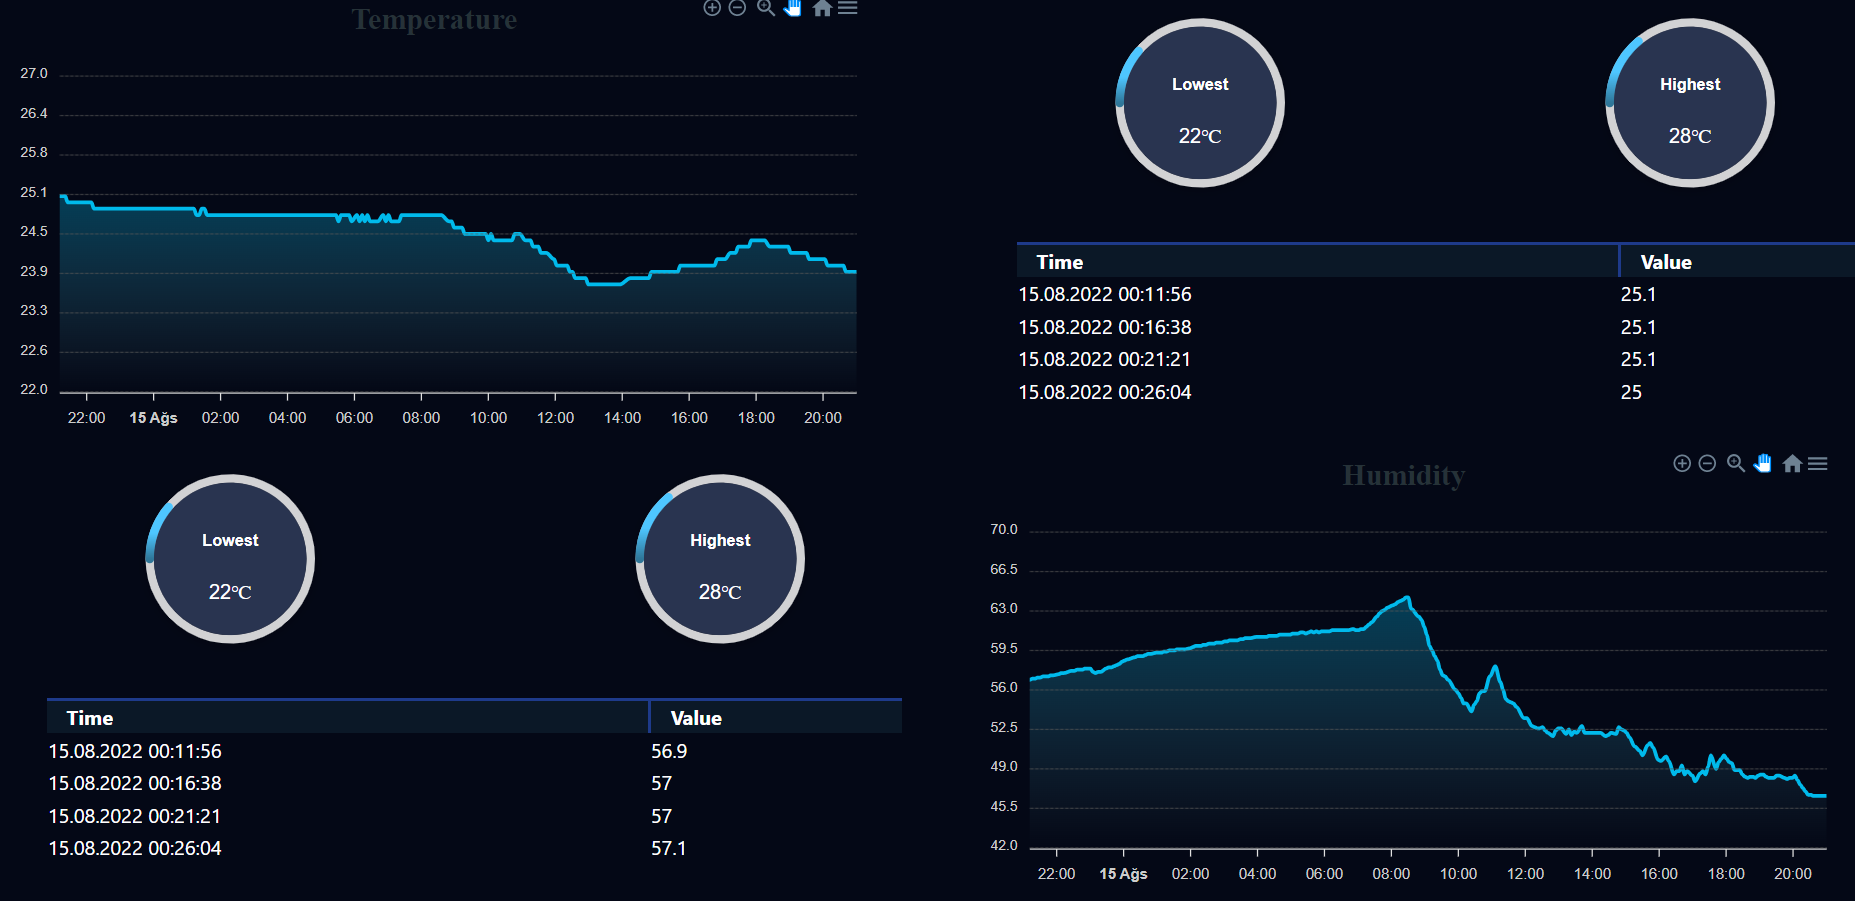 Temperature
27.0
26.4
25.8
25.1
24.5
23.9
23.3
22.6
22.0
22:00 15 Ağs 02:00 04:00 06:00 08:00 10:00 12:00 14:00 16:00 18:00 20:00
Lowest
22°C
Highest
28°C
Time Value
15.08.2022 00:11:56 25.1
15.08.2022 00:16:38 25.1
15.08.2022 00:21:21 25.1
15.08.2022 00:26:04 25
Lowest
22°C
Highest
28°C
Time Value
15.08.2022 00:11:56 56.9
15.08.2022 00:16:38 57
15.08.2022 00:21:21 57
15.08.2022 00:26:04 57.1
Humidity
70.0
66.5
63.0
59.5
56.0
52.5
49.0
45.5
42.0
22:00 15 Ağs 02:00 04:00 06:00 08:00 10:00 12:00 14:00 16:00 18:00 20:00